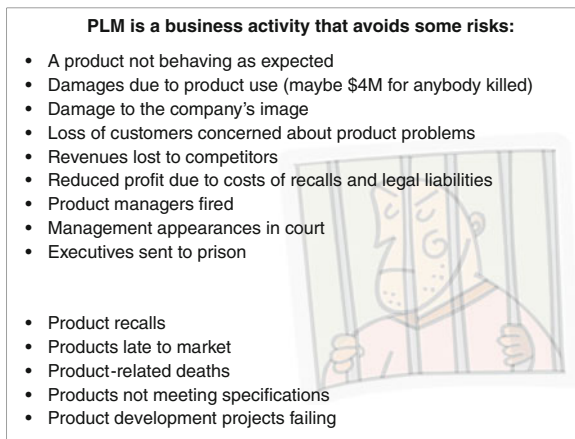 PLM is a business activity that avoids some risks:
• A product not behaving as expected
• Damages due to product use (maybe $4M for anybody killed)
• Damage to the company's image
• Loss of customers concerned about product problems
• Revenues lost to competitors
• Reduced profit due to costs of recalls and legal liabilities
• Product managers fired
• Management appearances in court
• Executives sent to prison
• Product recalls
• Products late to market
• Product-related deaths
• Products not meeting specifications
• Product development projects failing